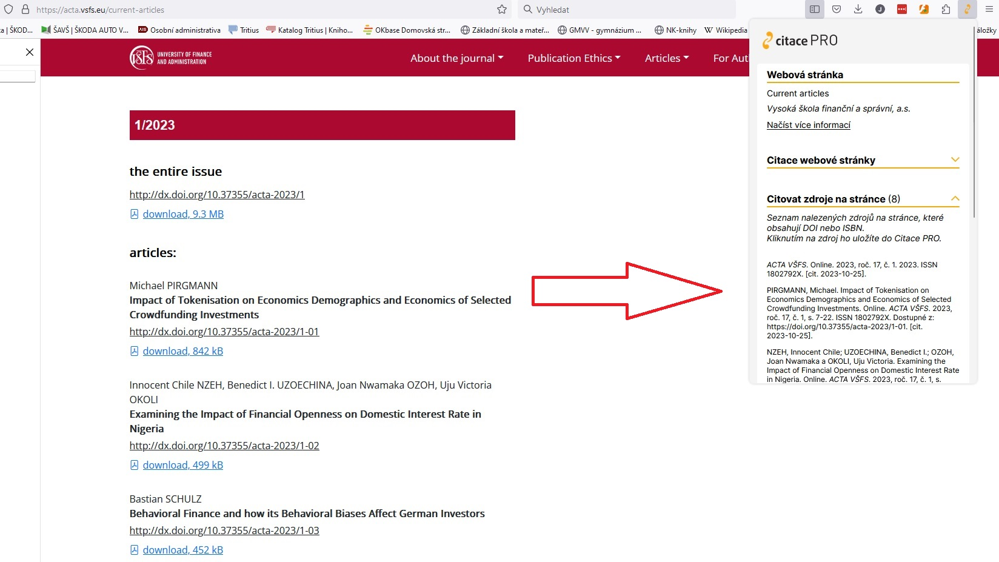 https://acta.vsfs.eu/current-articles
Vyhledat
J
ka | ŠKOD...
ŠAVŠ | ŠKODA AUTO V...
AIS Osobní administrativa
Tritius
Katalog Tritius | Kniho...
OKbase Domovská str...
Základní škola a mateř...
GMVV - gymnázium ...
NK-knihy
W Wikipedia
áložky
VŠFS UNIVERSITY OF FINANCE
AND ADMINISTRATION
About the journal
Publication Ethics
Articles
For Aut
1/2023
the entire issue
http://dx.doi.org/10.37355/acta-2023/1
download, 9.3 MB
articles:
Michael PIRGMANN
Impact of Tokenisation on Economics Demographics and Economics of Selected
Crowdfunding Investments
http://dx.doi.org/10.37355/acta-2023/1-01
download, 842 kB
Innocent Chile NZEH, Benedict I. UZOECHINA, Joan Nwamaka OZOH, Uju Victoria
OKOLI
Examining the Impact of Financial Openness on Domestic Interest Rate in
Nigeria
http://dx.doi.org/10.37355/acta-2023/1-02
download, 499 kB
Bastian SCHULZ
Behavioral Finance and how its Behavioral Biases Affect German Investors
http://dx.doi.org/10.37355/acta-2023/1-03
download, 452 kB
citace PRO
Webová stránka
Current articles
Vysoká škola finanční a správní, a.s.
Načíst více informací
Citace webové stránky
Citovat zdroje na stránce (8)
Seznam nalezených zdrojů na stránce, které
obsahují DOI nebo ISBN.
Kliknutím na zdroj ho uložíte do Citace PRO.
ACTA VŠFS. Online. 2023, roč. 17, č. 1. 2023. ISSN
1802792X. [cit. 2023-10-25].
PIRGMANN, Michael. Impact of Tokenisation on
Economics Demographics and Economics of Selected
Crowdfunding Investments. Online. ACTA VŠFS. 2023,
roč. 17, č. 1, s. 7-22. ISSN 1802792X. Dostupné z:
https://doi.org/10.37355/acta-2023/1-01. [cit.
2023-10-25].
NZEH, Innocent Chile; UZOECHINA, Benedict I.; OZOH,
Joan Nwamaka a OKOLI, Uju Victoria. Examining the
Impact of Financial Openness on Domestic Interest Rate
in Nigeria. Online. ACTA VŠFS. 2023, roč. 17, č. 1, s.